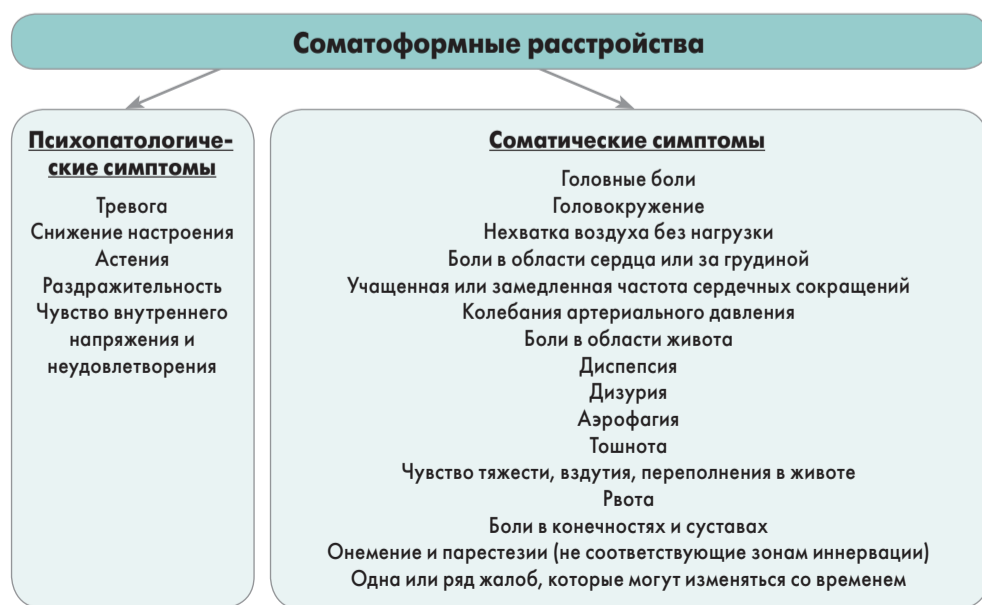 Соматоформные расстройства
Психопатологиче-
ские симптомы
Тревога
Снижение настроения
Астения
Раздражительность
Чувство внутреннего
напряжения и
неудовлетворения
Соматические симптомы
Головные боли
Головокружение
Нехватка воздуха без нагрузки
Боли в области сердца или за грудиной
Учащенная или замедленная частота сердечных сокращений
Колебания артериального давления
Боли в области живота
Диспепсия
Дизурия
Аэрофагия
Тошнота
Чувство тяжести, вздутия, переполнения в животе
Рвота
Боли в конечностях и суставах
Онемение и парестезии (не соответствующие зонам иннервации)
Одна или ряд жалоб, которые могут изменяться со временем